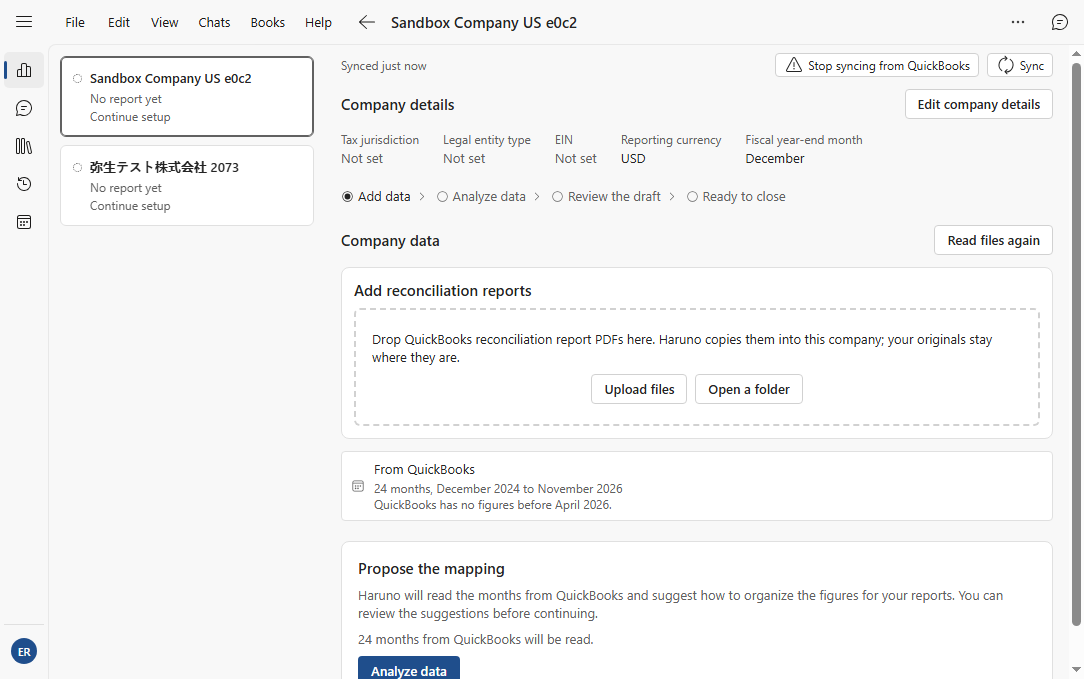 File Edit View Chats Books Help Sandbox Company US e0c2
Sandbox Company US e0c2
No report yet
Continue setup
弥生テスト株式会社 2073
No report yet
Continue setup
ER
Synced just now
Stop syncing from QuickBooks
Sync
Company details
Edit company details
Tax jurisdiction Legal entity type EIN Reporting currency Fiscal year-end month
Not set Not set Not set USD December
Add data Analyze data Review the draft Ready to close
Company data
Read files again
Add reconciliation reports
Drop QuickBooks reconciliation report PDFs here. Haruno copies them into this company; your originals stay
where they are.
Upload files Open a folder
From QuickBooks
24 months, December 2024 to November 2026
QuickBooks has no figures before April 2026.
Propose the mapping
Haruno will read the months from QuickBooks and suggest how to organize the figures for your reports. You can
review the suggestions before continuing.
24 months from QuickBooks will be read.
Analyze data